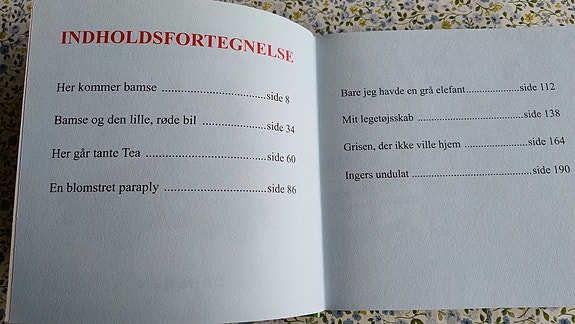 INDHOLDSFORTEGNELSE
Her kommer bamse ..............................side 8
Bamse og den lille, røde bil ...........................side 34
Her går tante Tea ....................................side 60
En blomstret paraply ................................side 86
Bare jeg havde en grå elefant.......................side 112
Mit legetøjsskab ....................................side 138
Grisen, der ikke ville hjem ......................side 164
Ingers undulat ....................................side 190